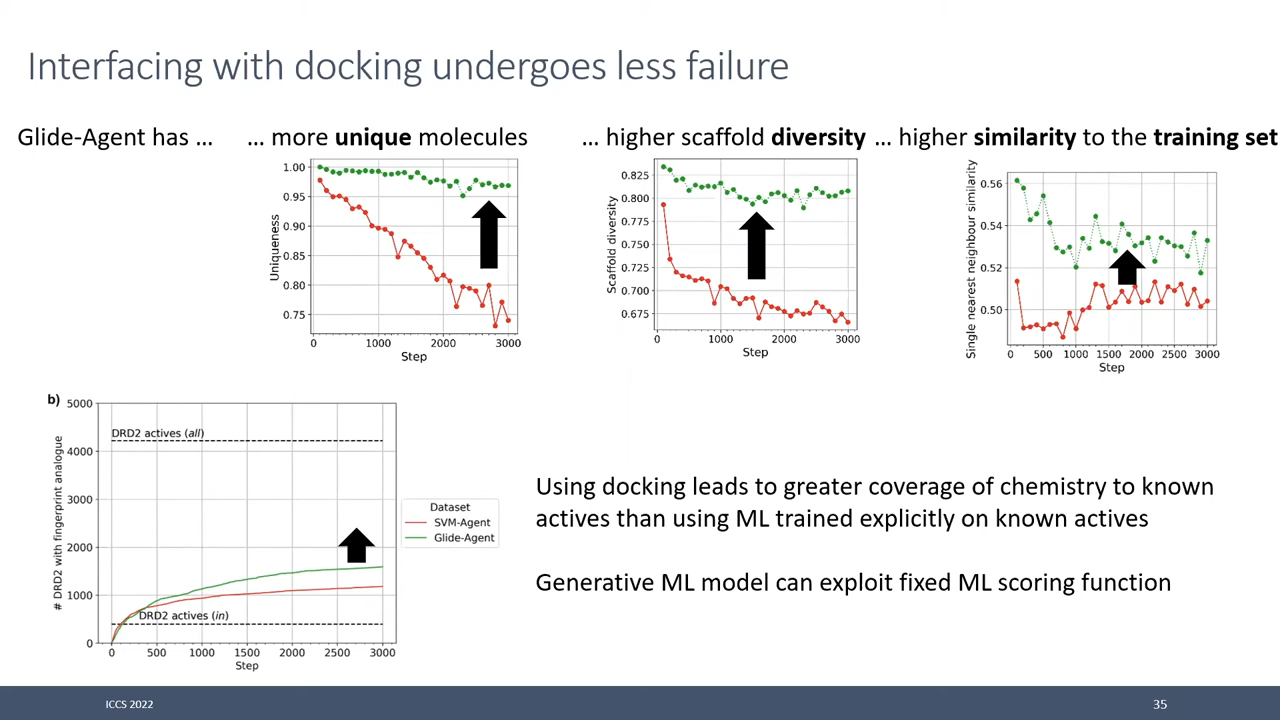 Interfacing with docking undergoes less failure
Glide-Agent has …
… more unique molecules
… higher scaffold diversity
… higher similarity to the training set
1.00
0.95
0.90
0.85
0.80
0.75
Uniqueness
0
1000
2000
3000
Step
0.825
0.800
0.775
0.750
0.725
0.700
0.675
Scaffold diversity
0
1000
2000
3000
Step
0.56
0.54
0.52
0.50
Single nearest neighbour similarity
0
500
1000
1500
2000
2500
3000
Step
b)
5000
4000
3000
2000
1000
0
# DRD2 with fingerprint analogue
DRD2 actives (all)
DRD2 actives (in)
0
500
1000
1500
2000
2500
3000
Step
Dataset
SVM-Agent
Glide-Agent
Using docking leads to greater coverage of chemistry to known
actives than using ML trained explicitly on known actives
Generative ML model can exploit fixed ML scoring function
ICCS 2022
35